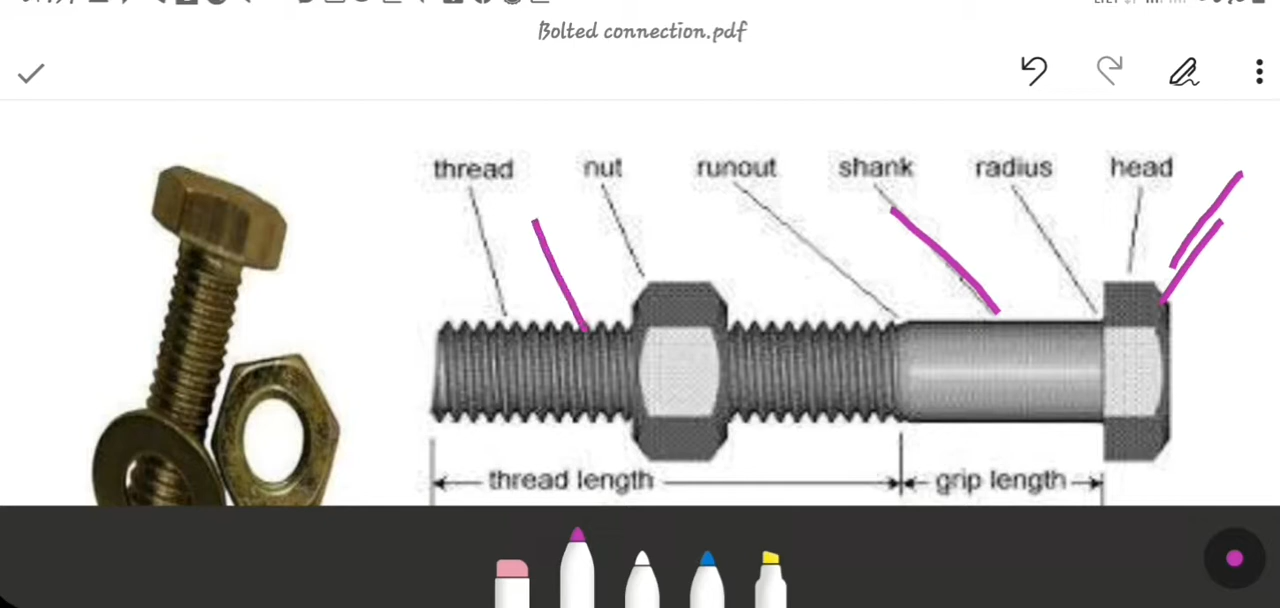 Bolted connection.pdf
thread nut runout shank radius head
thread length grip length